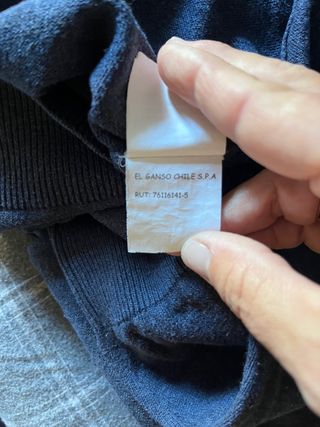 EL GANSO CHILE S.P.A
RUT: 76116141-5